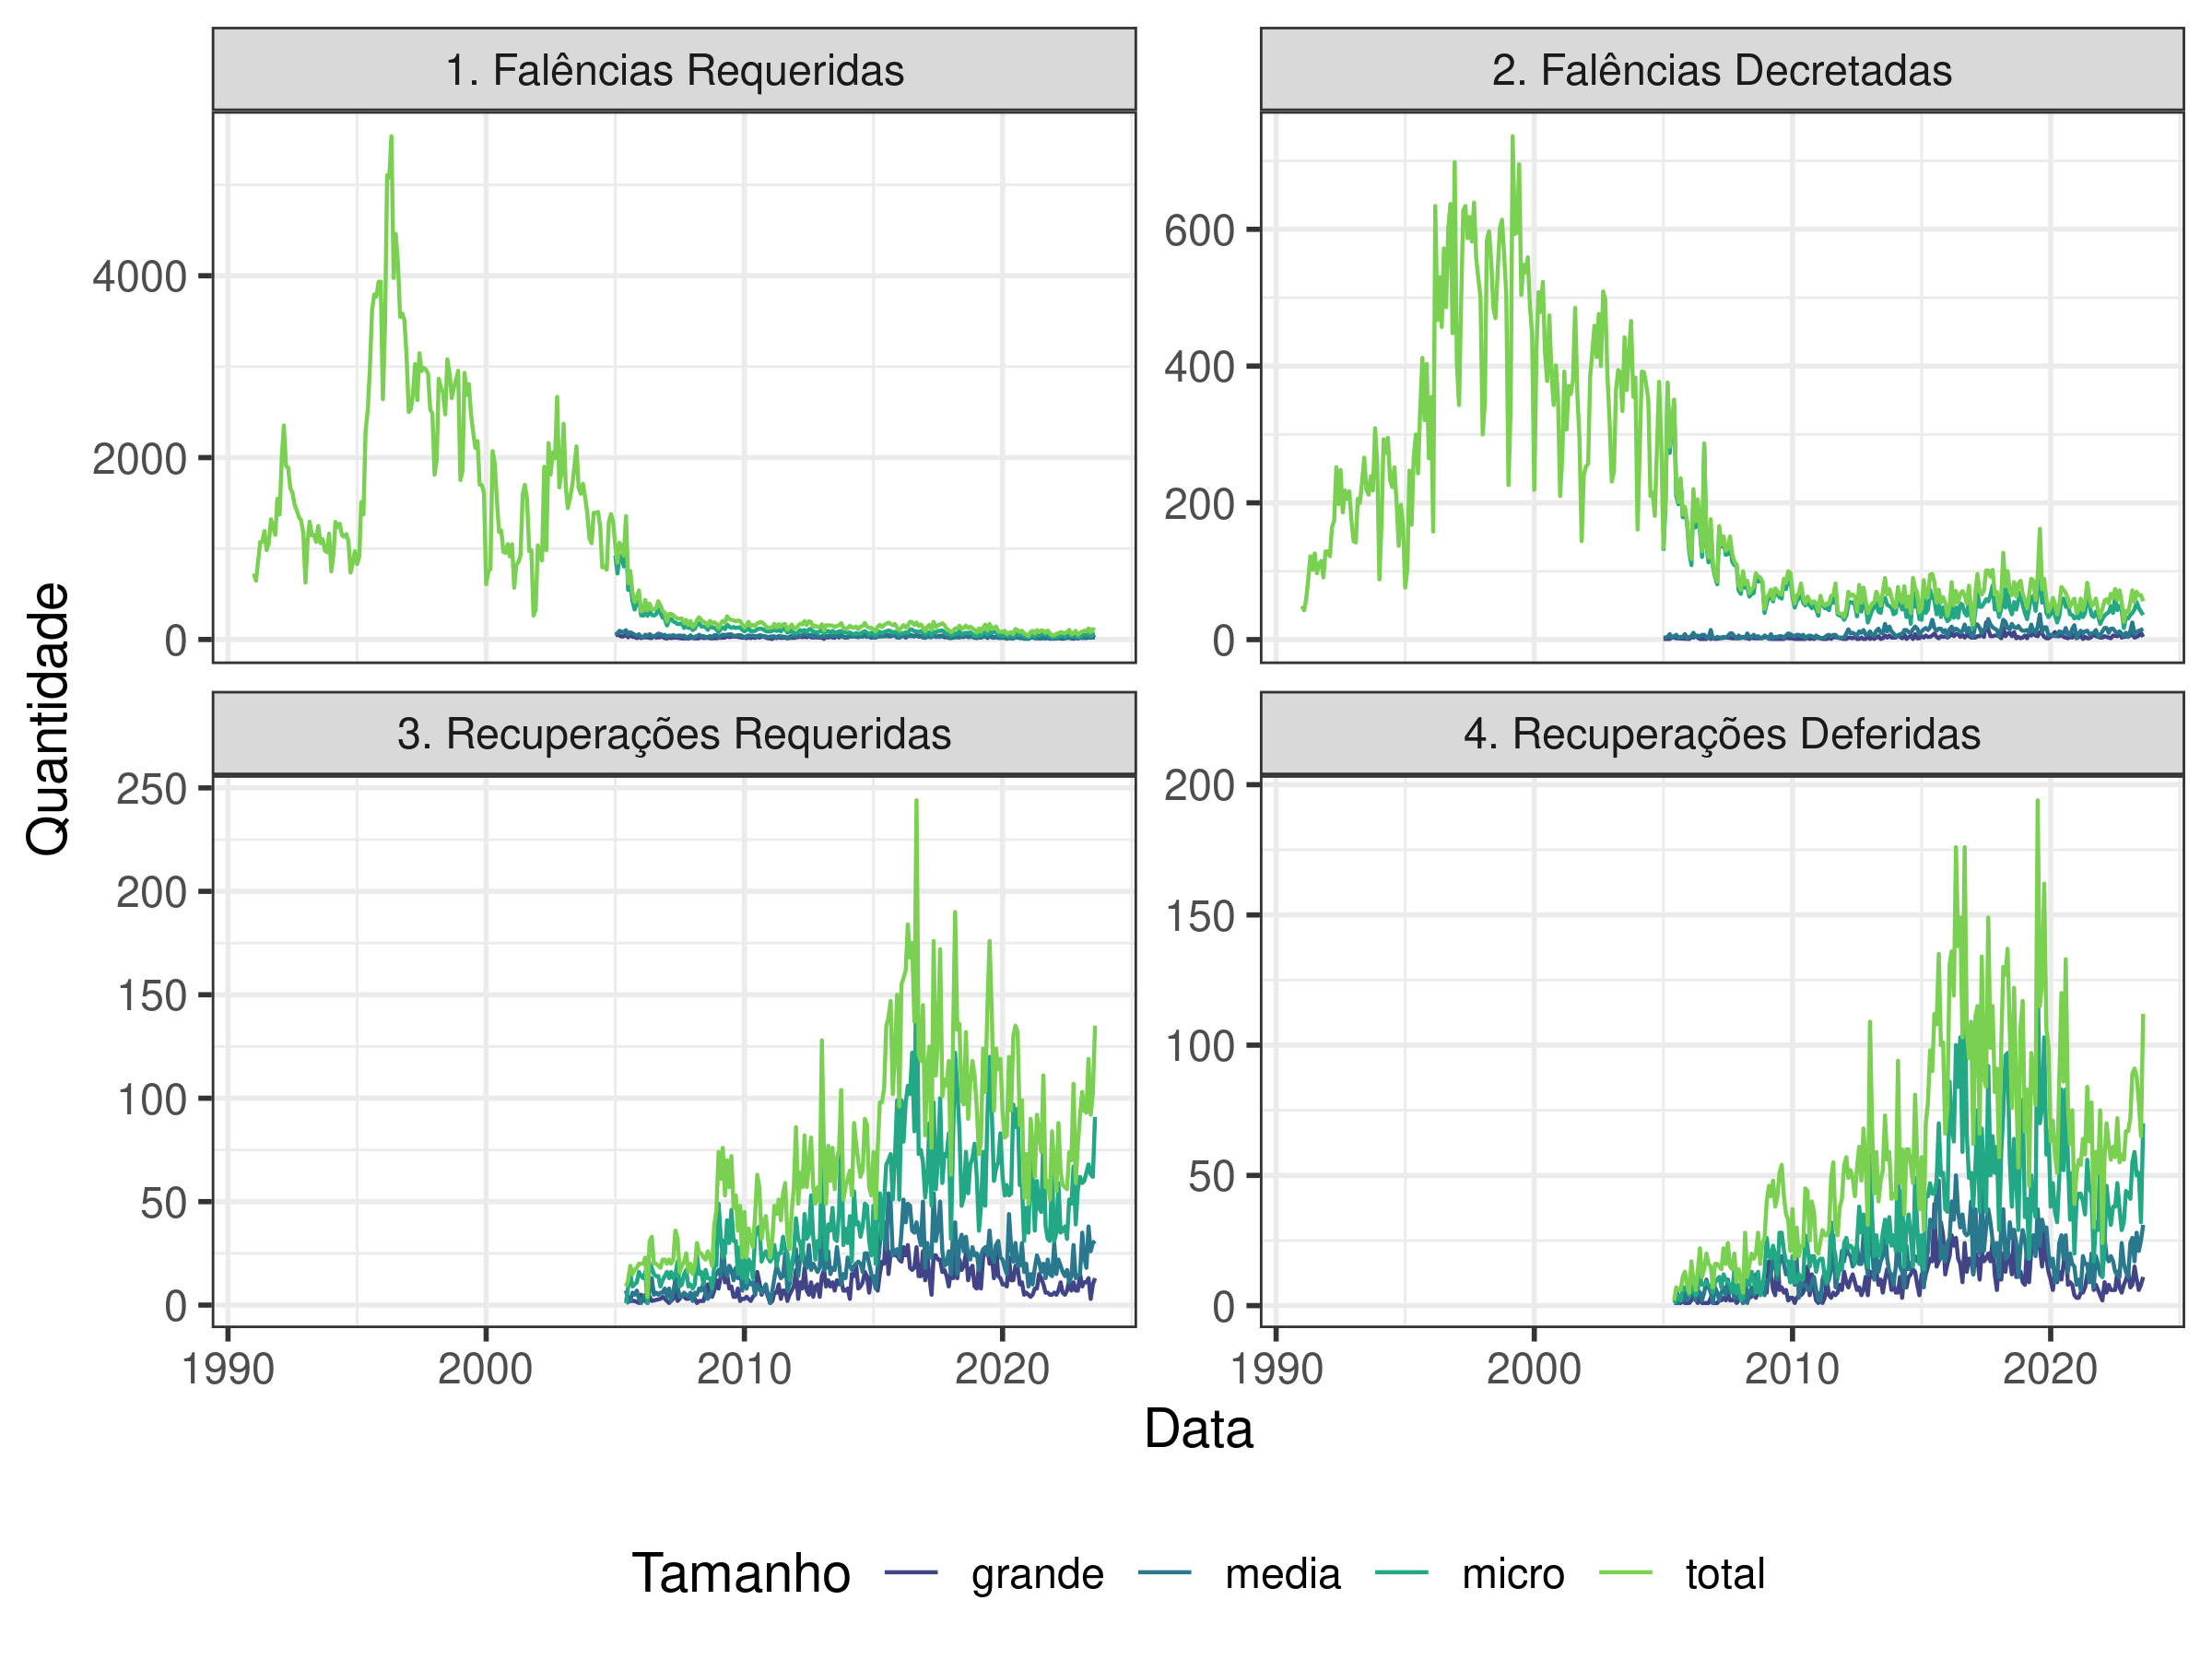 1. Falências Requeridas
2. Falências Decretadas
4000
2000
0
600
400
200
0
3. Recuperações Requeridas
4. Recuperações Deferidas
250
200
150
100
50
0
200
150
100
50
0
1990 2000 2010 2020
1990 2000 2010 2020
Quantidade
Data
Tamanho grande media micro total